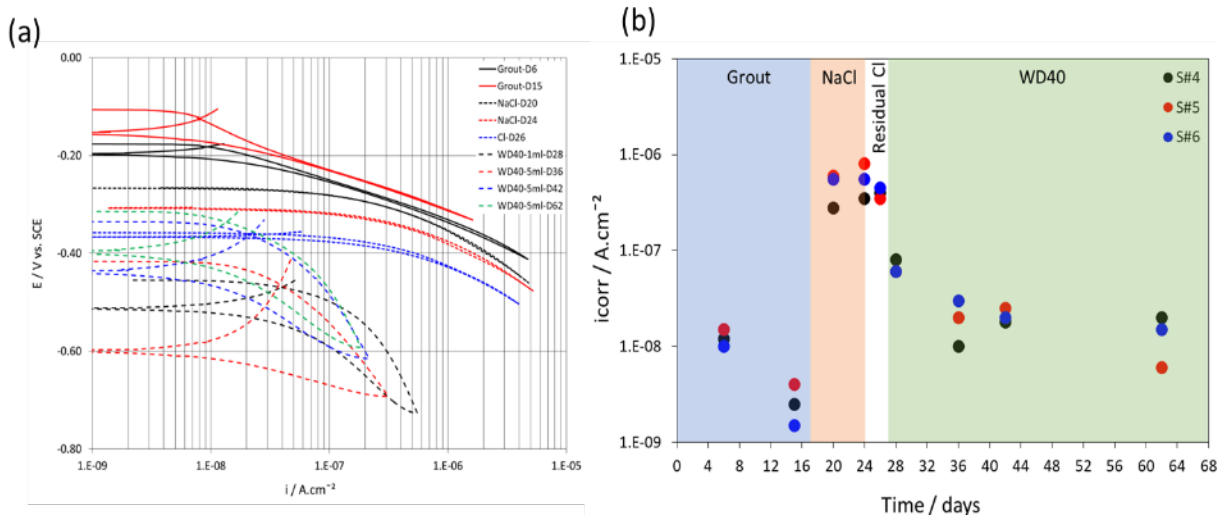 (a)
0.00
-0.20
-0.40
-0.60
-0.80
E / V vs. SCE
1.E-09
1.E-08
1.E-07
1.E-06
1.E-05
i / A.cm⁻²
Grout-D6
Grout-D15
NaCl-D20
NaCl-D24
Cl-D26
WD40-1ml-D28
WD40-5ml-D36
WD40-5ml-D42
WD40-5ml-D62
(b)
1.E-05
1.E-06
1.E-07
1.E-08
1.E-09
icorr / A.cm⁻²
Grout
NaCl
Residual Cl
WD40
S#4
S#5
S#6
0 4 8 12 16 20 24 28 32 36 40 44 48 52 56 60 64 68
Time / days